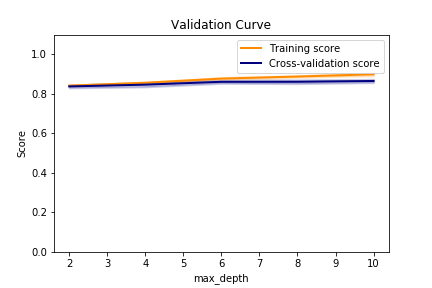 Validation Curve
Training score
Cross-validation score
1.0
0.8
0.6
0.4
0.2
0.0
Score
2 3 4 5 6 7 8 9 10
max_depth